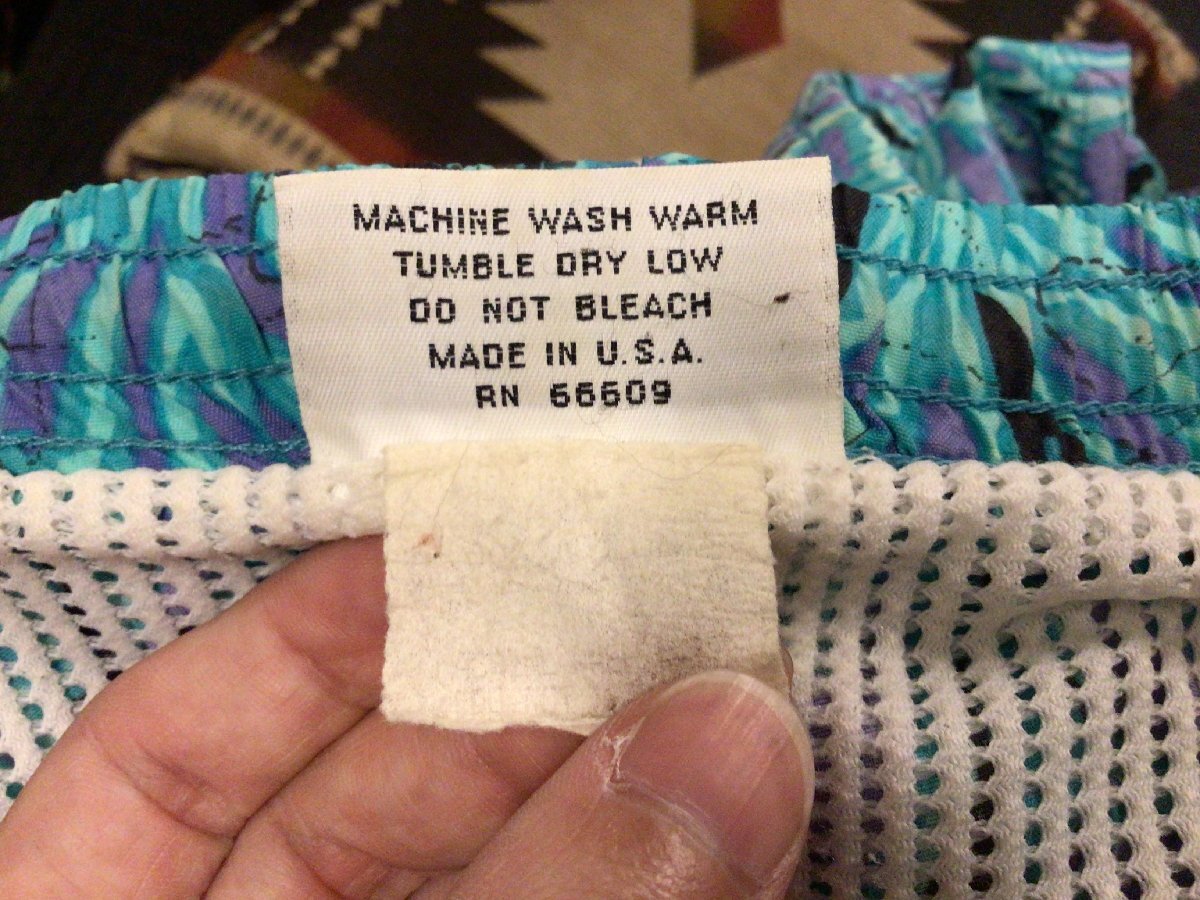 MACHINE WASH WARM
TUMBLE DRY LOW
DO NOT BLEACH
MADE IN U.S.A.
RN 66609